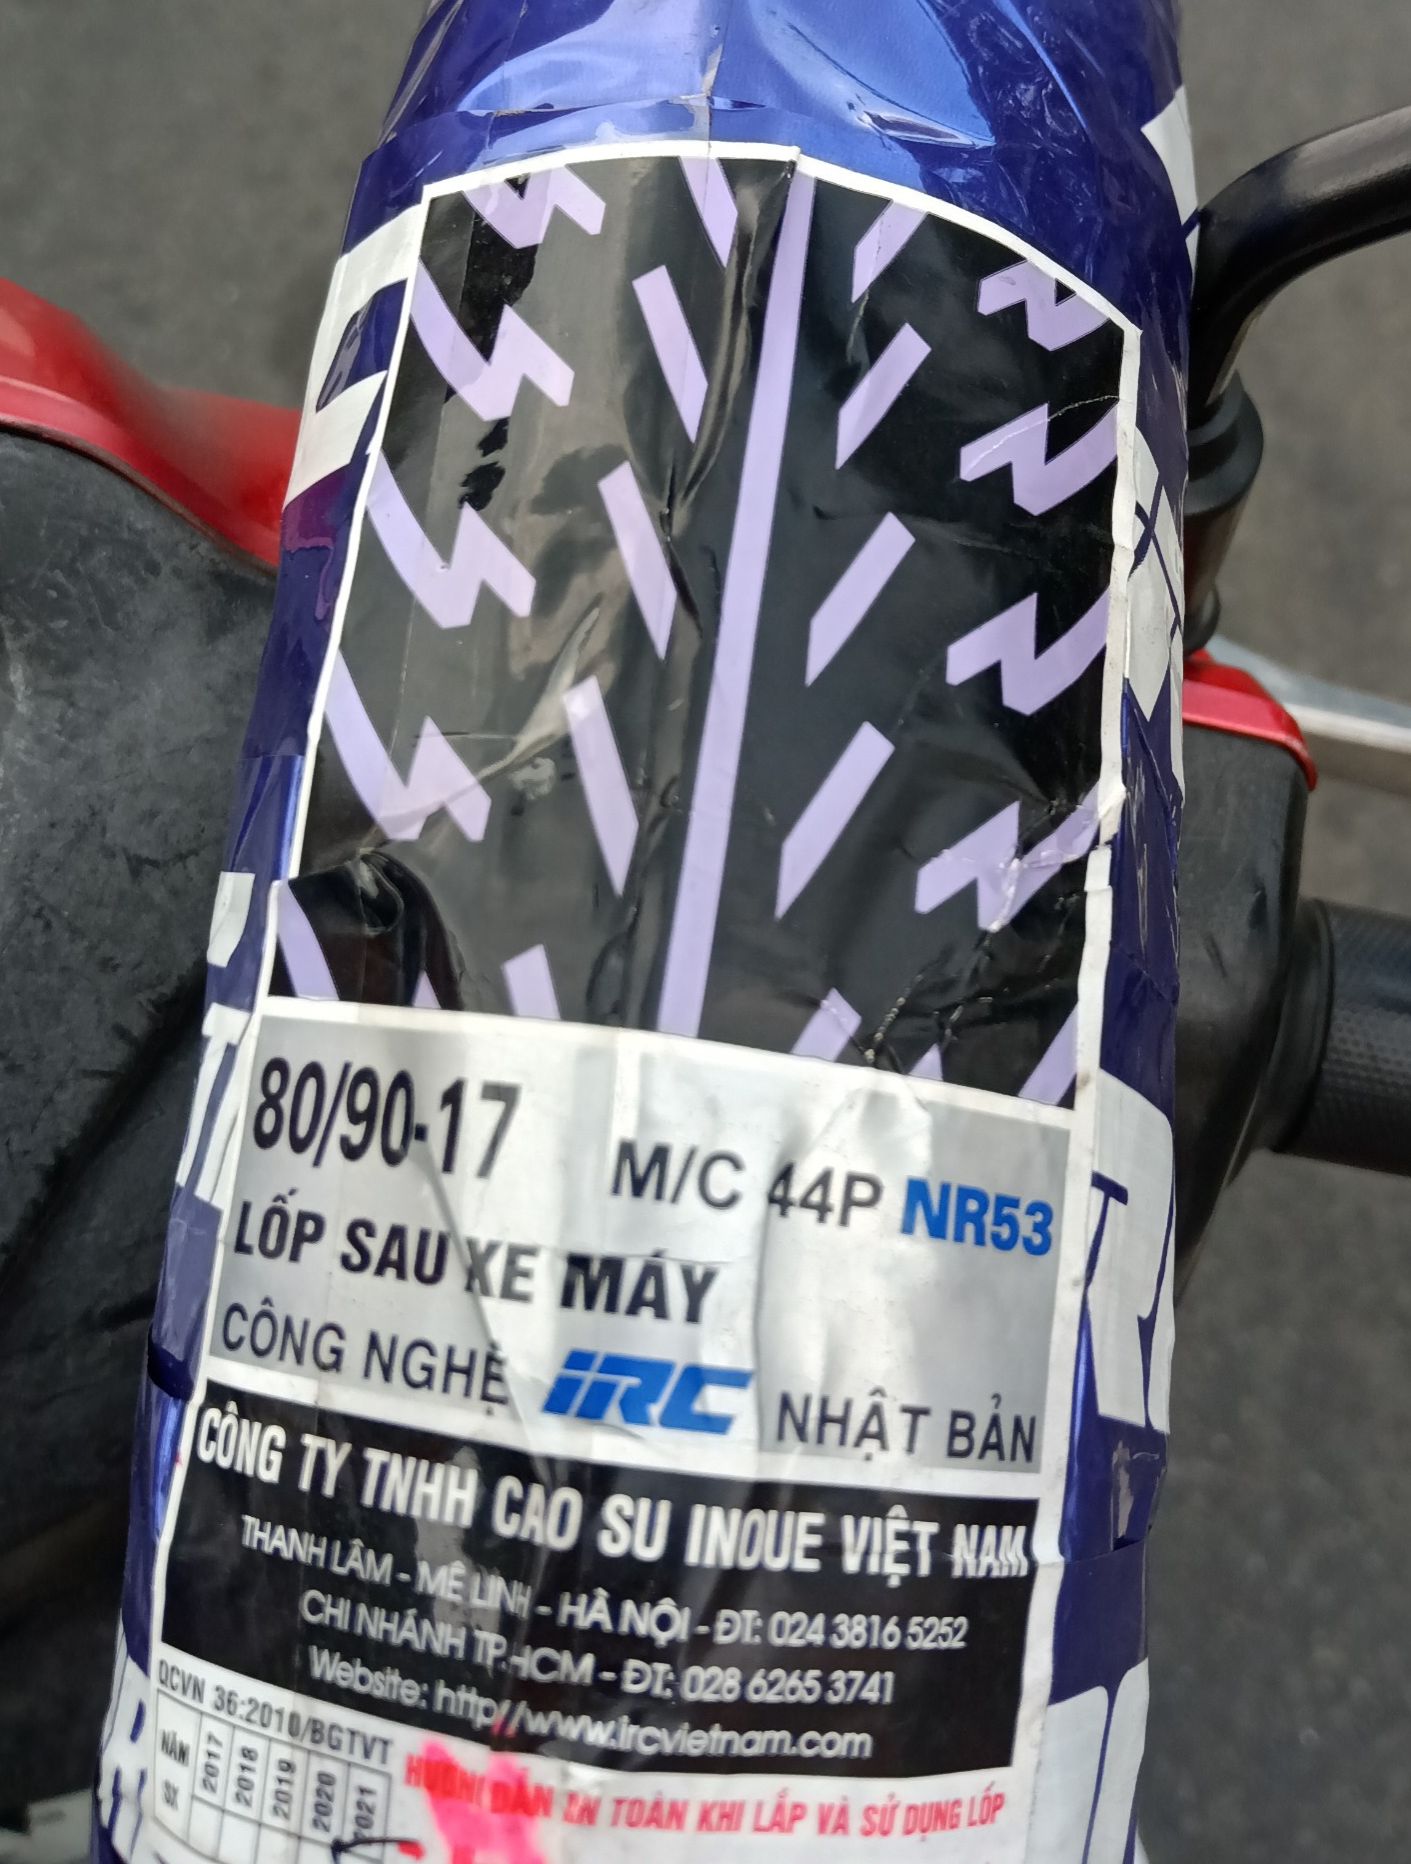 80/90-17 M/C 44P NR53
LỐP SAU XE MÁY
CÔNG NGHỆ iRC NHẬT BẢN
CÔNG TY TNHH CAO SU INOUE VIỆT NAM
THANH LÂM - MÊ LINH - HÀ NỘI - ĐT: 024 3816 5252
CHI NHÁNH TP.HCM - ĐT: 028 6265 3741
Website: http//www.ircvietnam.com
QCVN 36:2010/BGTVT
NĂM SX 2017 2018 2019 2020 2021
HƯỚNG DẪN AN TOÀN KHI LẮP VÀ SỬ DỤNG LỐP